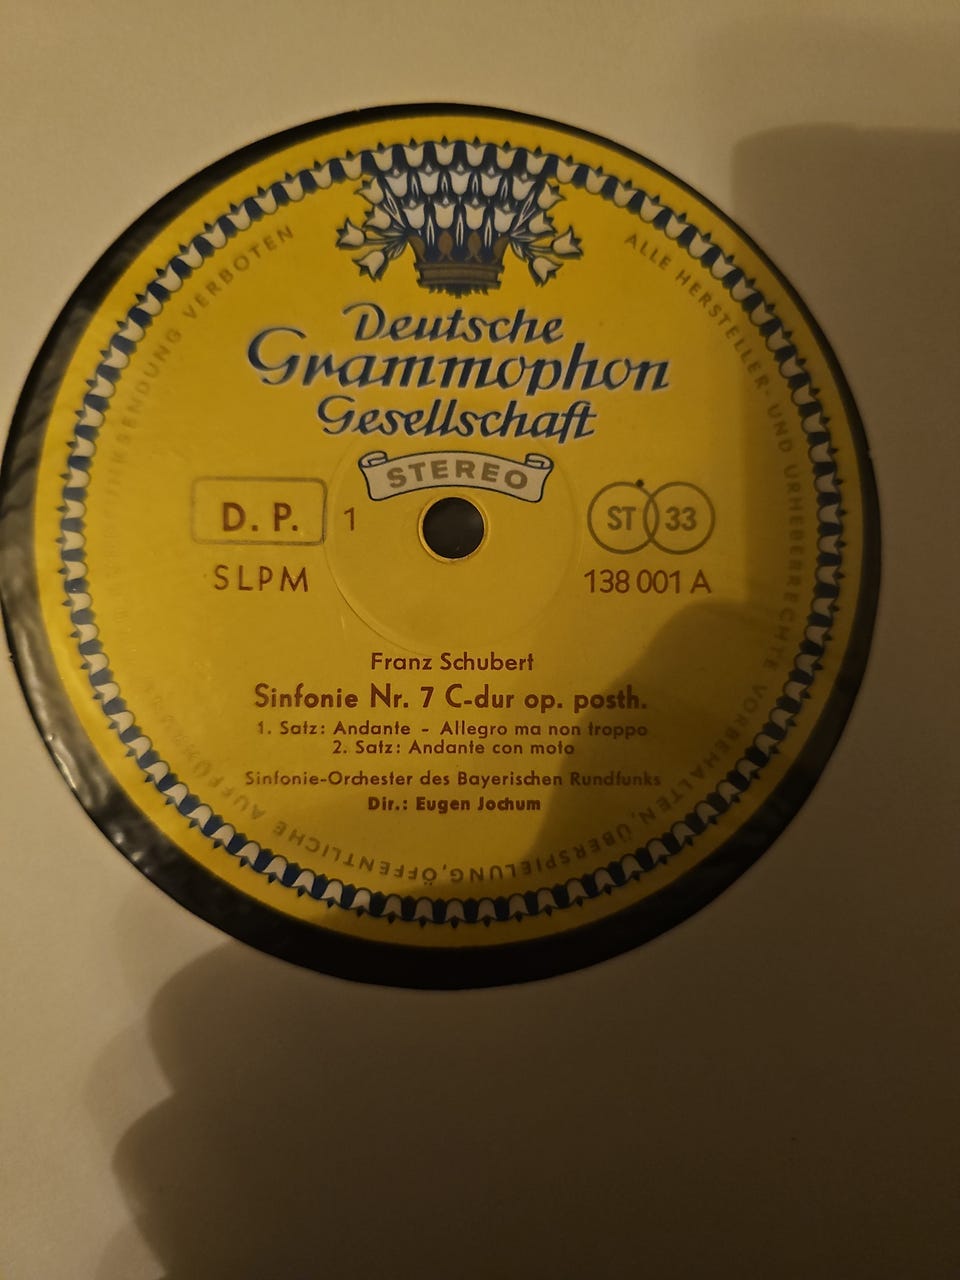 Deutsche
Grammophon
Gesellschaft
STEREO
D. P.
1
ST 33
SLPM
138 001 A
Franz Schubert
Sinfonie Nr. 7 C-dur op. posth.
1. Satz: Andante - Allegro ma non troppo
2. Satz: Andante con moto
Sinfonie-Orchester des Bayerischen Rundfunks
Dir.: Eugen Jochum
ALLE HERSTELLER- UND URHEBERRECHTE VORBEHALTEN, ÜBERSPIELUNG, ÖFFENTLICHE AUFFÜHRUNG VERBOTEN